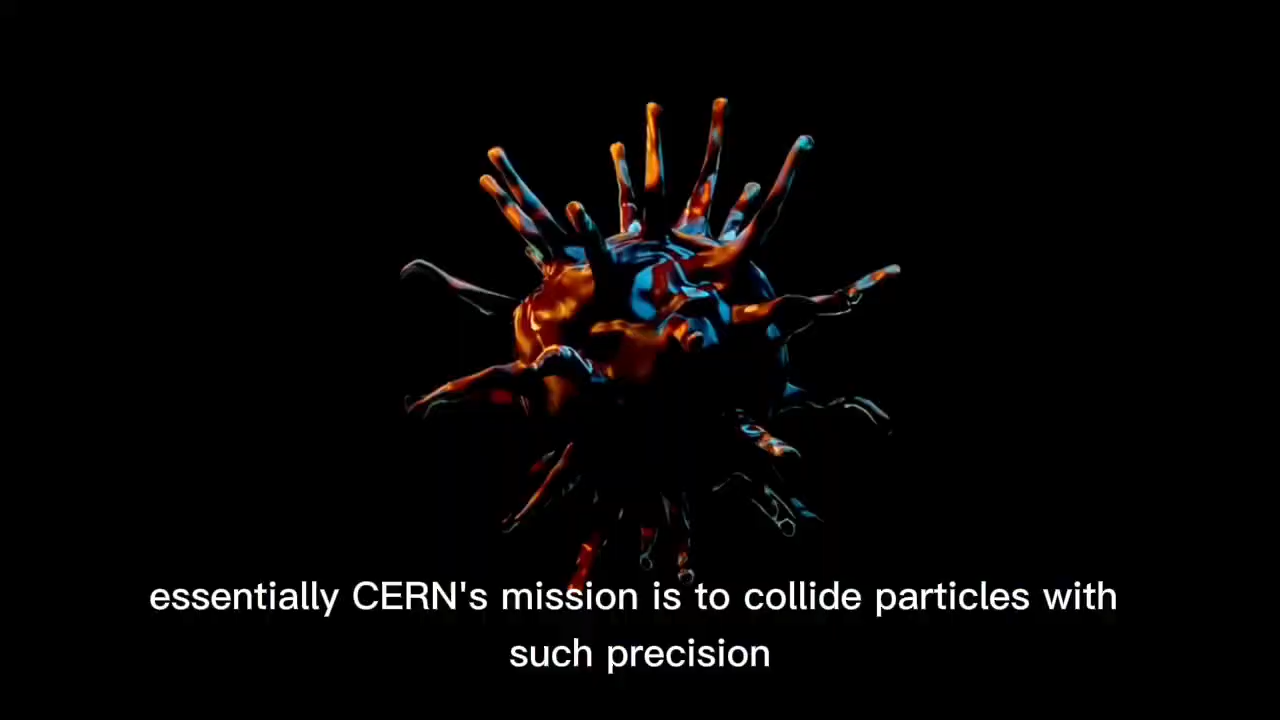 essentially CERN's mission is to collide particles with
such precision